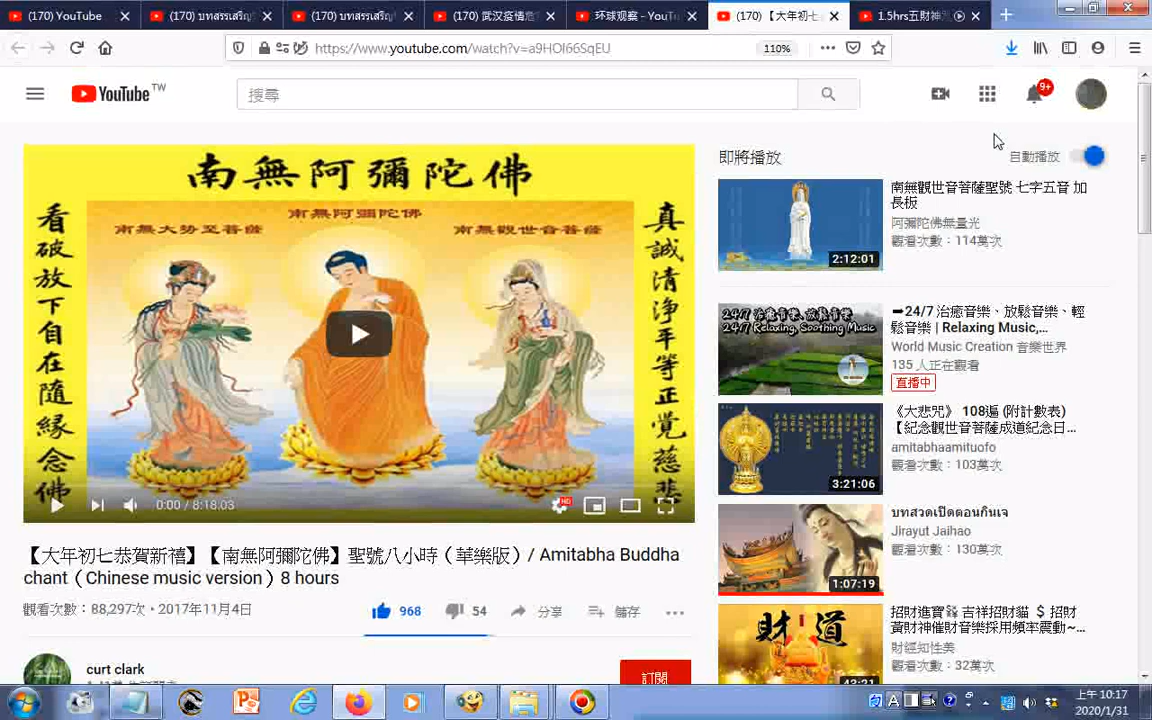 (170) YouTube
(170) บทสรรเสริญ
(170) บทสรรเสริญ
(170) 武汉疫情危
环球观察 - YouTu
(170) 【大年初七
1.5hrs五財神
https://www.youtube.com/watch?v=a9HOI66SqEU
110%
YouTube TW
搜尋
9+
南無阿彌陀佛
看破放下自在隨緣念佛
南無大勢至菩薩
南無阿彌陀佛
南無觀世音菩薩
真誠清淨平等正覺慈悲
0:00 / 8:18:03
HD
【大年初七恭賀新禧】【南無阿彌陀佛】聖號八小時（華樂版）/ Amitabha Buddha
chant（Chinese music version）8 hours
觀看次數：88,297次 • 2017年11月4日
968
54
分享
儲存
curt clark
訂閱
即將播放
自動播放
南無觀世音菩薩聖號 七字五音 加
長板
阿彌陀佛無量光
觀看次數：114萬次
2:12:01
24/7 治癒音樂、放鬆音樂
24/7 Relaxing, Soothing Music
➡24/7 治癒音樂、放鬆音樂、輕
鬆音樂 | Relaxing Music,...
World Music Creation 音樂世界
135 人正在觀看
直播中
《大悲咒》 108遍 (附計數表)
【紀念觀世音菩薩成道紀念日...
amitabhaamituofo
觀看次數：103萬次
3:21:06
บทสวดเปิดตอนกินเจ
Jirayut Jaihao
觀看次數：130萬次
1:07:19
招財進寶 吉祥招財貓 $ 招財
黃財神催財音樂採用頻率震動~...
財經知性美
觀看次數：32萬次
財道
43:21
上午 10:17
2020/1/31